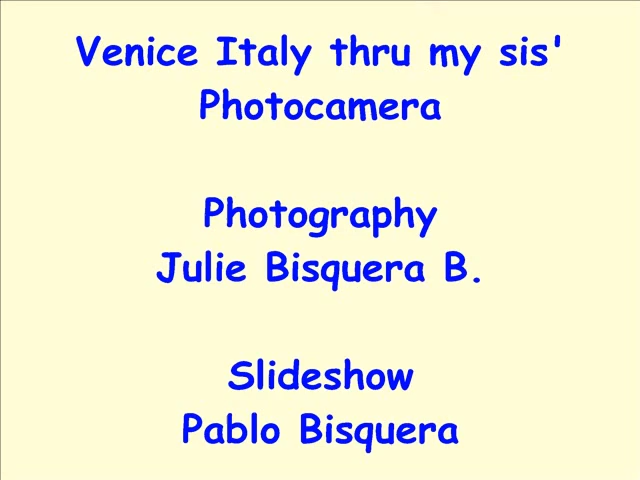 Venice Italy thru my sis'
Photocamera
Photography
Julie Bisquera B.
Slideshow
Pablo Bisquera